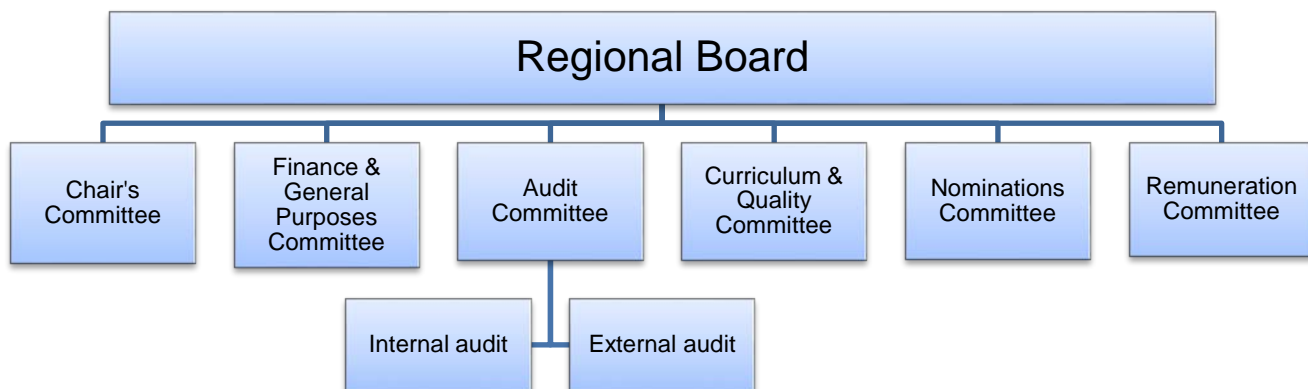 Regional Board
Chair's
Committee
Finance &
General
Purposes
Committee
Audit
Committee
Curriculum &
Quality
Committee
Nominations
Committee
Remuneration
Committee
Internal audit
External audit